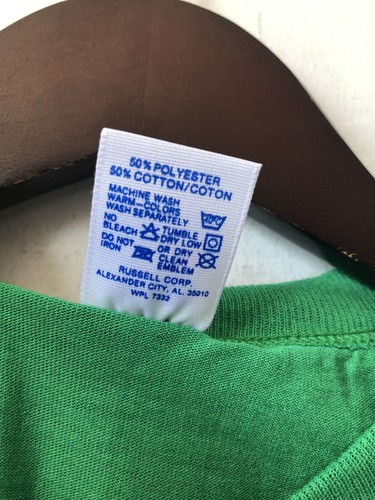 50% POLYESTER
50% COTTON/COTON
MACHINE WASH
WARM-COLORS
WASH SEPARATELY
NO BLEACH
TUMBLE DRY LOW
DO NOT IRON
OR DRY CLEAN EMBLEM
RUSSELL CORP.
ALEXANDER CITY, AL. 35010
WPL 7232